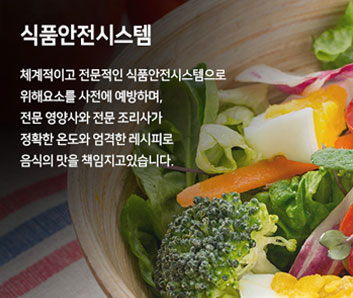 식품안전시스템
체계적이고 전문적인 식품안전시스템으로
위해요소를 사전에 예방하며,
전문 영양사와 전문 조리사가
정확한 온도와 엄격한 레시피로
음식의 맛을 책임지고있습니다.